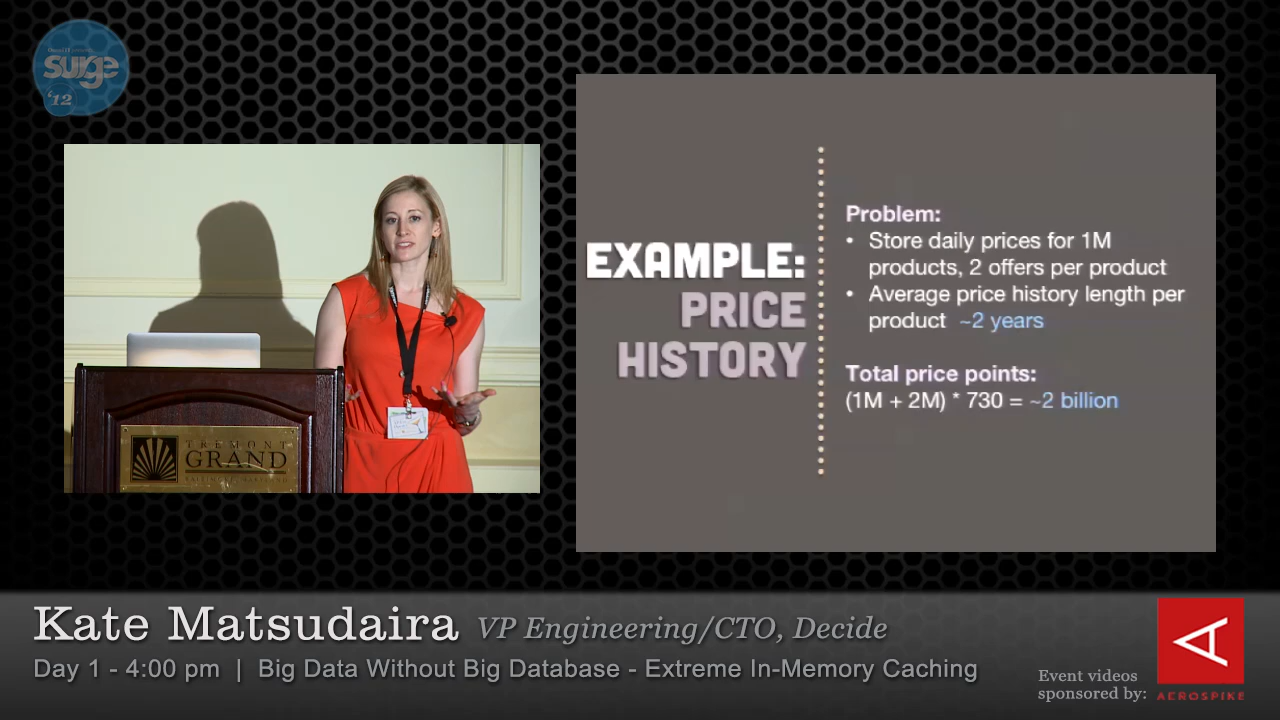 surge
'12
EXAMPLE:
PRICE
HISTORY
Problem:
• Store daily prices for 1M
products, 2 offers per product
• Average price history length per
product ~2 years
Total price points:
(1M + 2M) * 730 = ~2 billion
TREMONT
GRAND
BALTIMORE, MARYLAND
Kate Matsudaira VP Engineering/CTO, Decide
Day 1 - 4:00 pm | Big Data Without Big Database - Extreme In-Memory Caching
Event videos
sponsored by:
AEROSPIKE